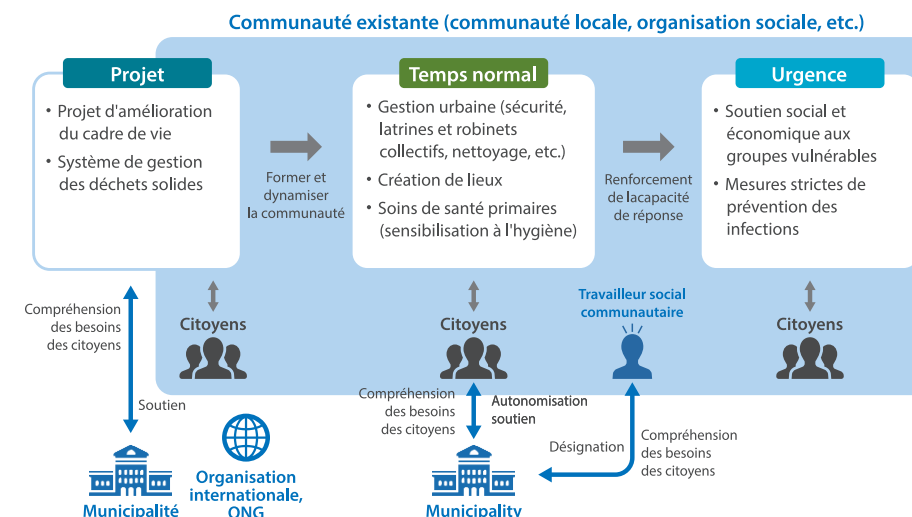 Communauté existante (communauté locale, organisation sociale, etc.)
Projet
• Projet d'amélioration
du cadre de vie
• Système de gestion
des déchets solides
Former et
dynamiser
la communauté
Temps normal
• Gestion urbaine (sécurité,
latrines et robinets
collectifs, nettoyage, etc.)
• Création de lieux
• Soins de santé primaires
(sensibilisation à l'hygiène)
Renforcement
de lacapacité
de réponse
Urgence
• Soutien social et
économique aux
groupes vulnérables
• Mesures strictes de
prévention des
infections
Compréhension
des besoins
des citoyens
Citoyens
Citoyens
Travailleur social
communautaire
Citoyens
Soutien
Compréhension
des besoins
des citoyens
Autonomisation
soutien
Désignation
Compréhension
des besoins
des citoyens
Municipalité
Organisation
internationale,
ONG
Municipality